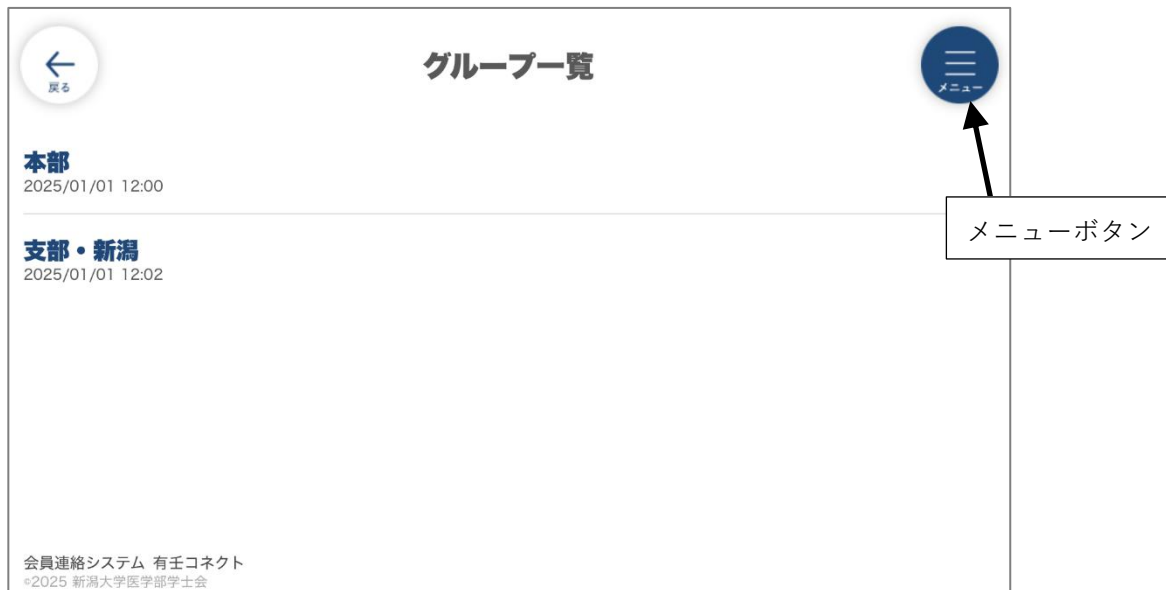 戻る
グループ一覧
メニュー
本部
2025/01/01 12:00
メニューボタン
支部・新潟
2025/01/01 12:02
会員連絡システム 有壬コネクト
©2025 新潟大学医学部学士会